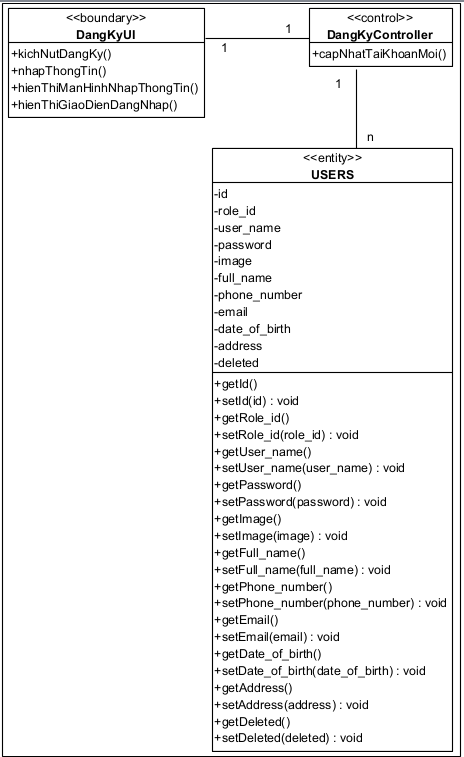 <<boundary>>
DangKyUI
+kichNutDangKy()
+nhapThongTin()
+hienThiManHinhNhapThongTin()
+hienThiGiaoDienDangNhap()
1
1
<<control>>
DangKyController
+capNhatTaiKhoanMoi()
1
n
<<entity>>
USERS
-id
-role_id
-user_name
-password
-image
-full_name
-phone_number
-email
-date_of_birth
-address
-deleted
+getId()
+setId(id) : void
+getRole_id()
+setRole_id(role_id) : void
+getUser_name()
+setUser_name(user_name) : void
+getPassword()
+setPassword(password) : void
+getImage()
+setImage(image) : void
+getFull_name()
+setFull_name(full_name) : void
+getPhone_number()
+setPhone_number(phone_number) : void
+getEmail()
+setEmail(email) : void
+getDate_of_birth()
+setDate_of_birth(date_of_birth) : void
+getAddress()
+setAddress(address) : void
+getDeleted()
+setDeleted(deleted) : void